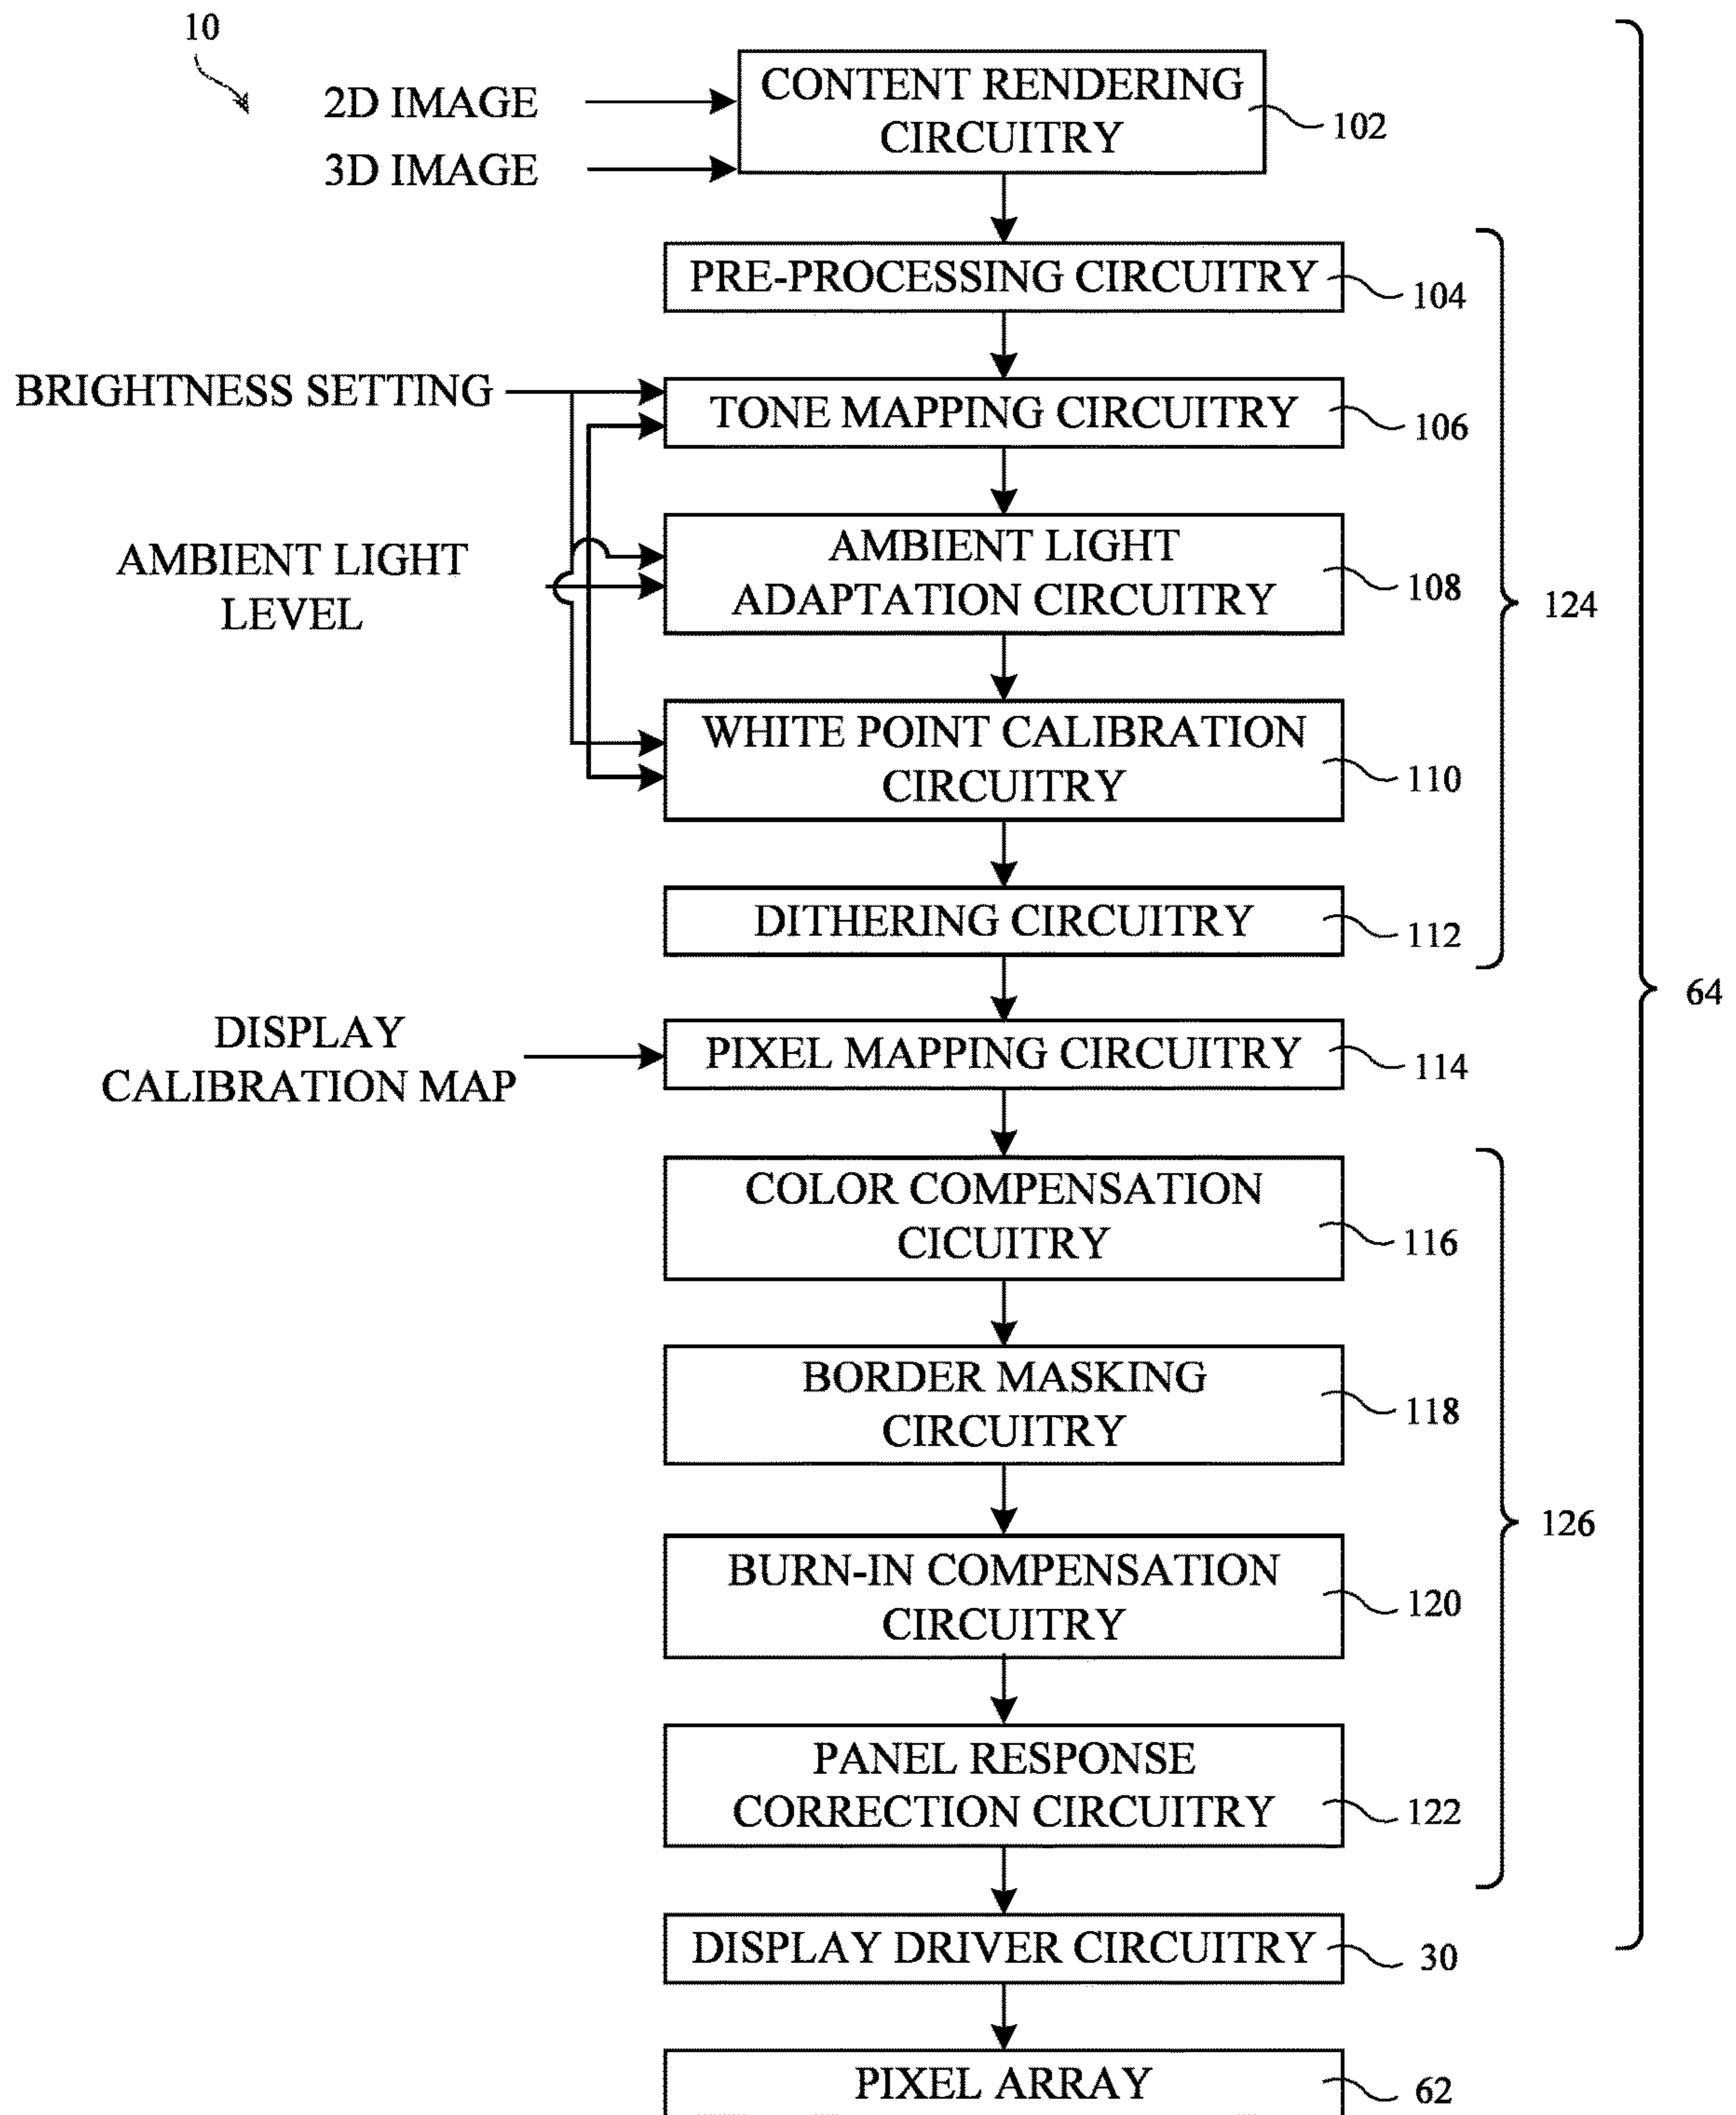 10
2D IMAGE
3D IMAGE
CONTENT RENDERING
CIRCUITRY
102
PRE-PROCESSING CIRCUITRY
104
BRIGHTNESS SETTING
TONE MAPPING CIRCUITRY
106
AMBIENT LIGHT
LEVEL
AMBIENT LIGHT
ADAPTATION CIRCUITRY
108
124
WHITE POINT CALIBRATION
CIRCUITRY
110
DITHERING CIRCUITRY
112
64
DISPLAY
CALIBRATION MAP
PIXEL MAPPING CIRCUITRY
114
COLOR COMPENSATION
CICUITRY
116
BORDER MASKING
CIRCUITRY
118
126
BURN-IN COMPENSATION
CIRCUITRY
120
PANEL RESPONSE
CORRECTION CIRCUITRY
122
DISPLAY DRIVER CIRCUITRY
30
PIXEL ARRAY
62